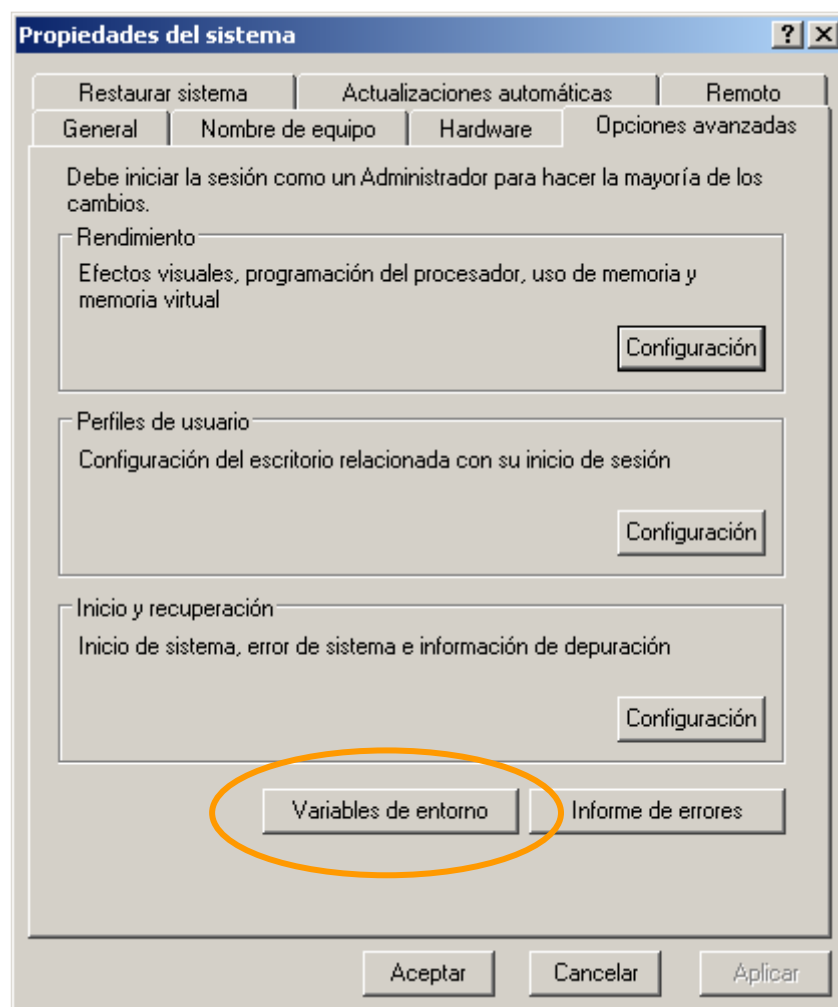 Propiedades del sistema
Restaurar sistema
Actualizaciones automáticas
Remoto
General
Nombre de equipo
Hardware
Opciones avanzadas
Debe iniciar la sesión como un Administrador para hacer la mayoría de los
cambios.
Rendimiento
Efectos visuales, programación del procesador, uso de memoria y
memoria virtual
Configuración
Perfiles de usuario
Configuración del escritorio relacionada con su inicio de sesión
Configuración
Inicio y recuperación
Inicio de sistema, error de sistema e información de depuración
Configuración
Variables de entorno
Informe de errores
Aceptar
Cancelar
Aplicar